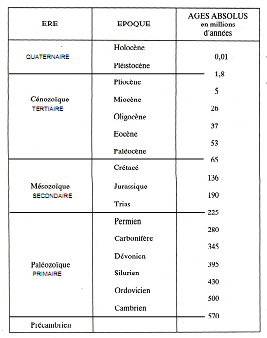 ERE EPOQUE AGES ABSOLUS
en millions
d'années
Holocène
QUATERNAIRE 0,01
Pléistocène
1,8
Pliocène
5
Cénozoïque Miocène
TERTIAIRE 26
Oligocène
37
Eocène
53
Paléocène
65
Crétacé
136
Mésozoïque Jurassique
SECONDAIRE 190
Trias
225
Permien
280
Carbonifère
345
Dévonien
Paléozoïque 395
PRIMAIRE Silurien
430
Ordovicien
500
Cambrien
570
Précambrien